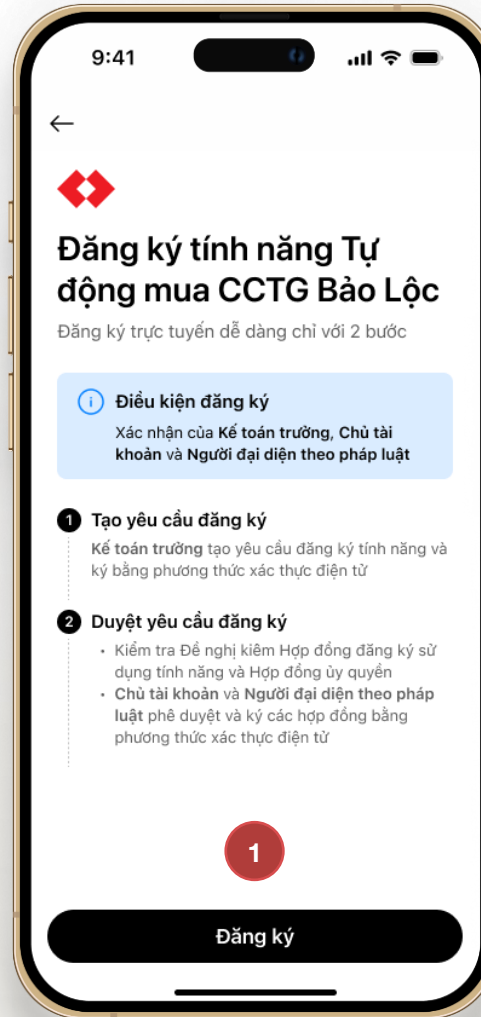 9:41
Đăng ký tính năng Tự
động mua CCTG Bảo Lộc
Đăng ký trực tuyến dễ dàng chỉ với 2 bước
Điều kiện đăng ký
Xác nhận của Kế toán trưởng, Chủ tài
khoản và Người đại diện theo pháp luật
1 Tạo yêu cầu đăng ký
Kế toán trưởng tạo yêu cầu đăng ký tính năng và
ký bằng phương thức xác thực điện tử
2 Duyệt yêu cầu đăng ký
• Kiểm tra Đề nghị kiêm Hợp đồng đăng ký sử
dụng tính năng và Hợp đồng ủy quyền
• Chủ tài khoản và Người đại diện theo pháp
luật phê duyệt và ký các hợp đồng bằng
phương thức xác thực điện tử
1
Đăng ký